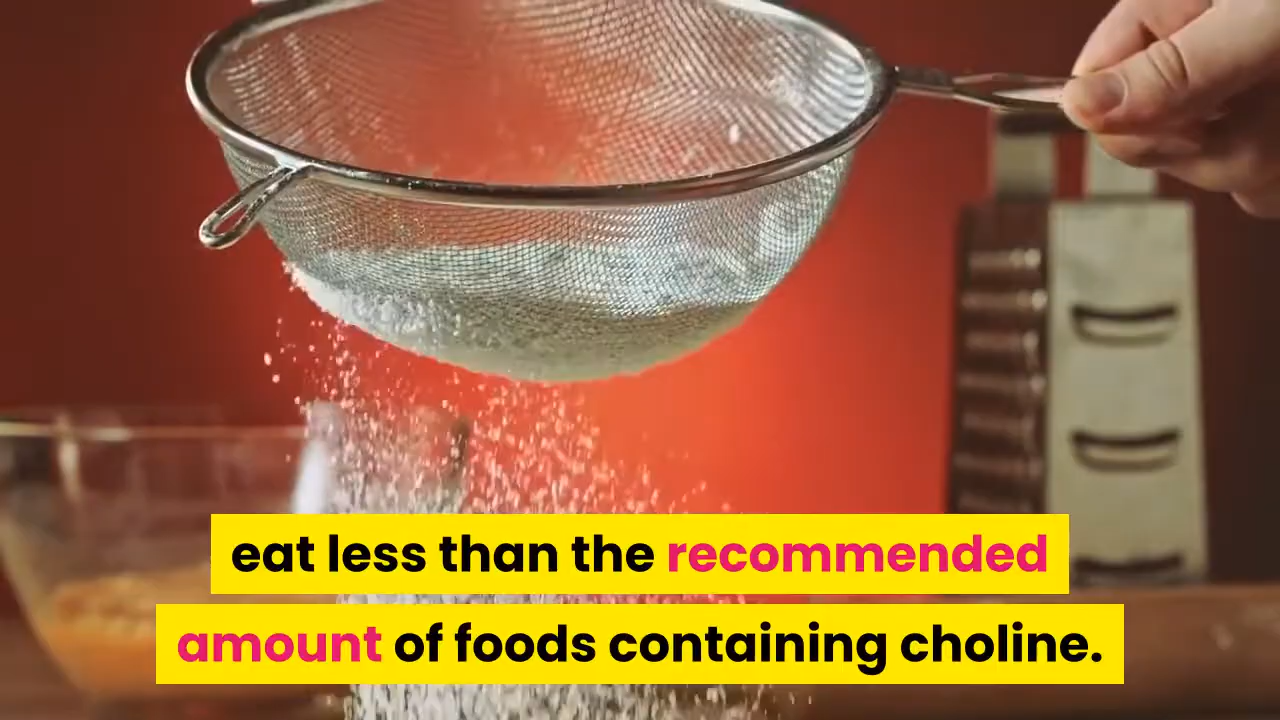 eat less than the recommended
amount of foods containing choline.